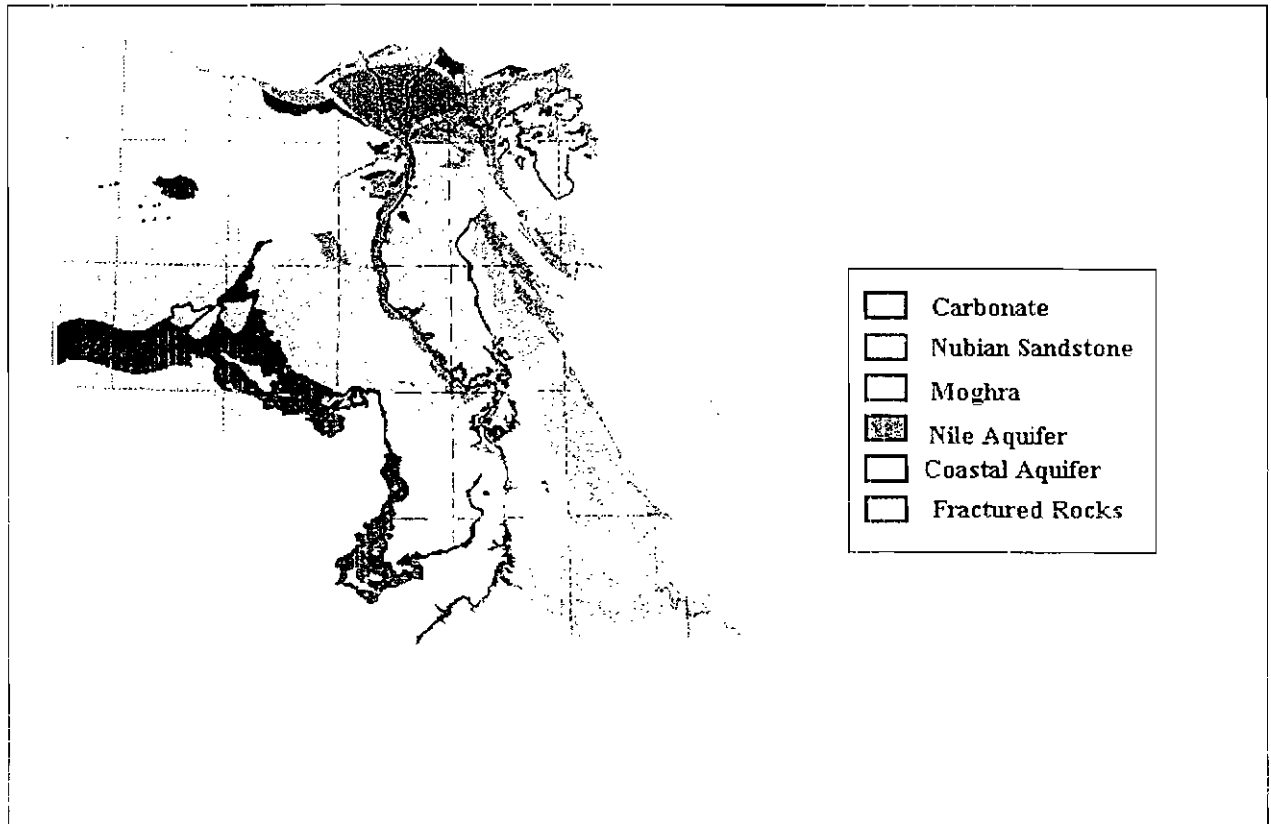 Carbonate
Nubian Sandstone
Moghra
Nile Aquifer
Coastal Aquifer
Fractured Rocks